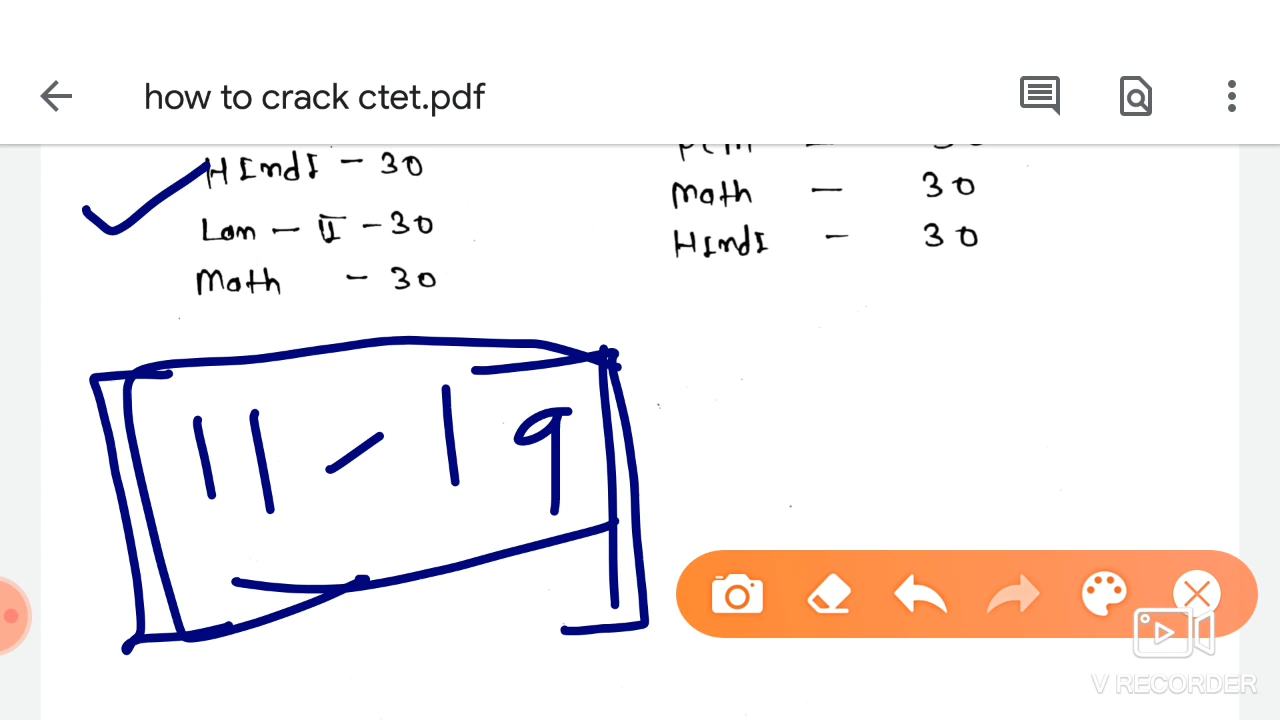 how to crack ctet.pdf
HIndI - 30
Lan - II - 30
Math - 30
Math - 30
HIndI - 30
11 - 19
V RECORDER